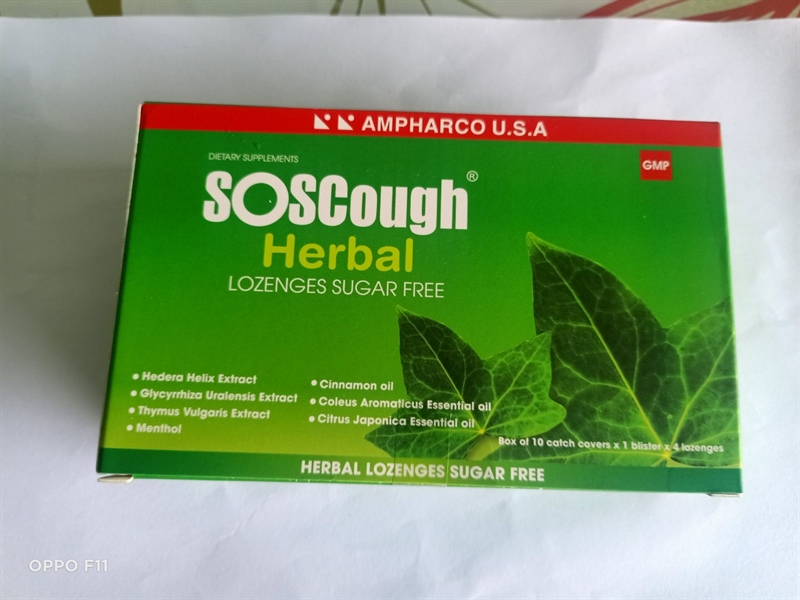 AMPHARCO U.S.A
DIETARY SUPPLEMENTS
GMP
SOSCough®
Herbal
LOZENGES SUGAR FREE
• Hedera Helix Extract
• Glycyrrhiza Uralensis Extract
• Thymus Vulgaris Extract
• Menthol
• Cinnamon oil
• Coleus Aromaticus Essential oil
• Citrus Japonica Essential oil
Box of 10 catch covers x 1 blister x 4 lozenges
HERBAL LOZENGES SUGAR FREE
OPPO F11